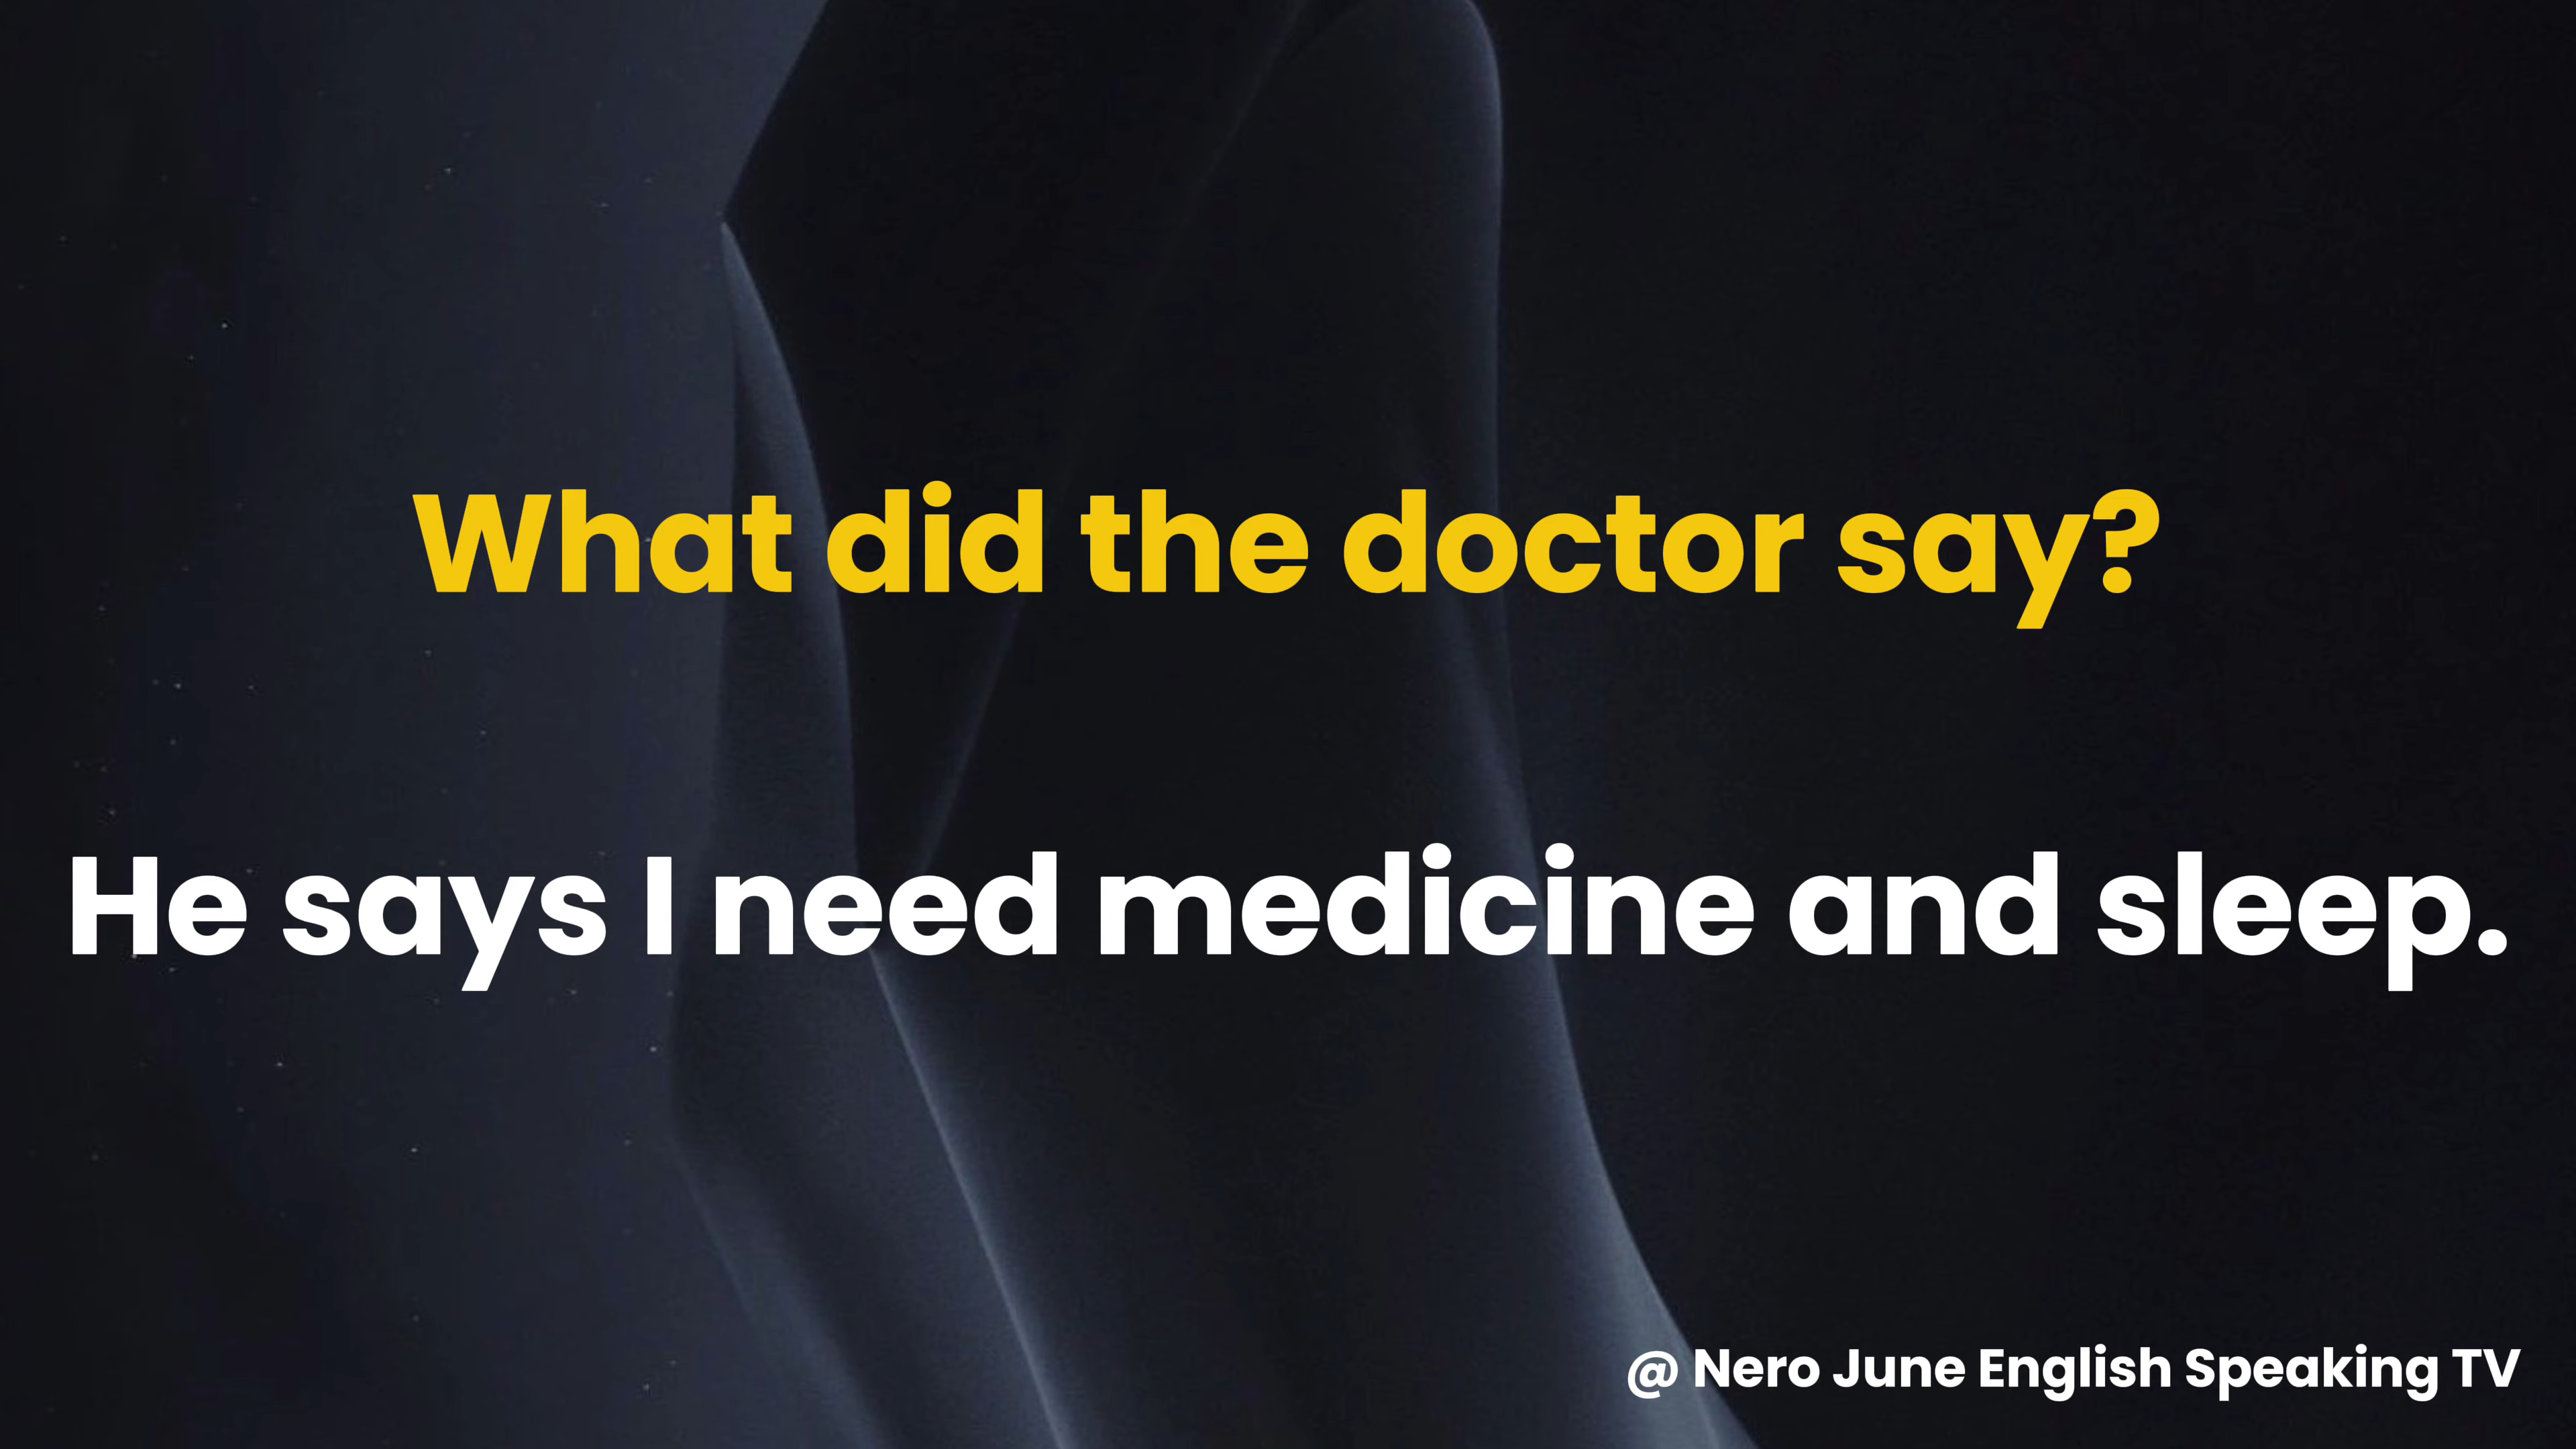 What did the doctor say?
He says I need medicine and sleep.
@ Nero June English Speaking TV